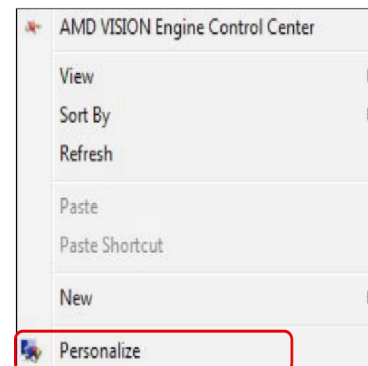 AMD VISION Engine Control Center
View
Sort By
Refresh
Paste
Paste Shortcut
New
Personalize